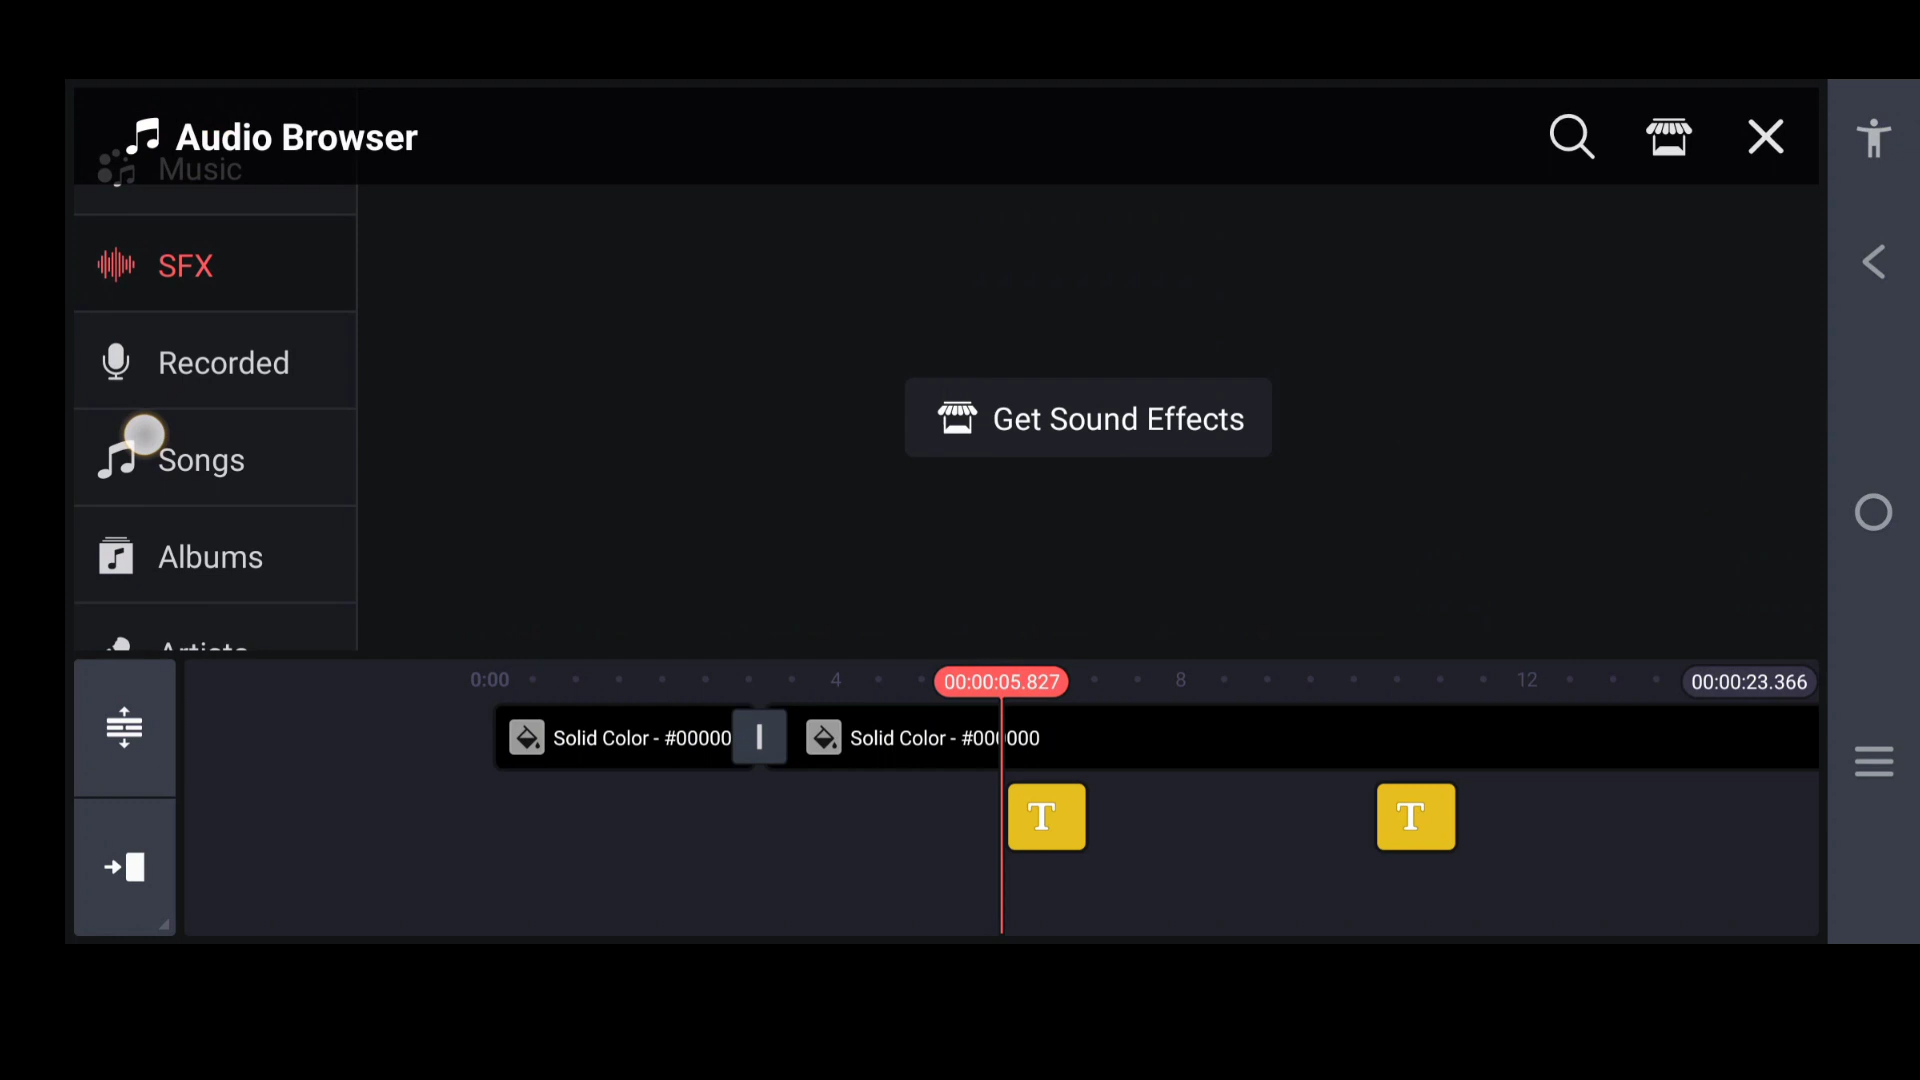 Audio Browser
Music
SFX
Recorded
Songs
Albums
Artists
Get Sound Effects
0:00
4
00:00:05.827
8
12
00:00:23.366
Solid Color - #00000
Solid Color - #000000
T
T